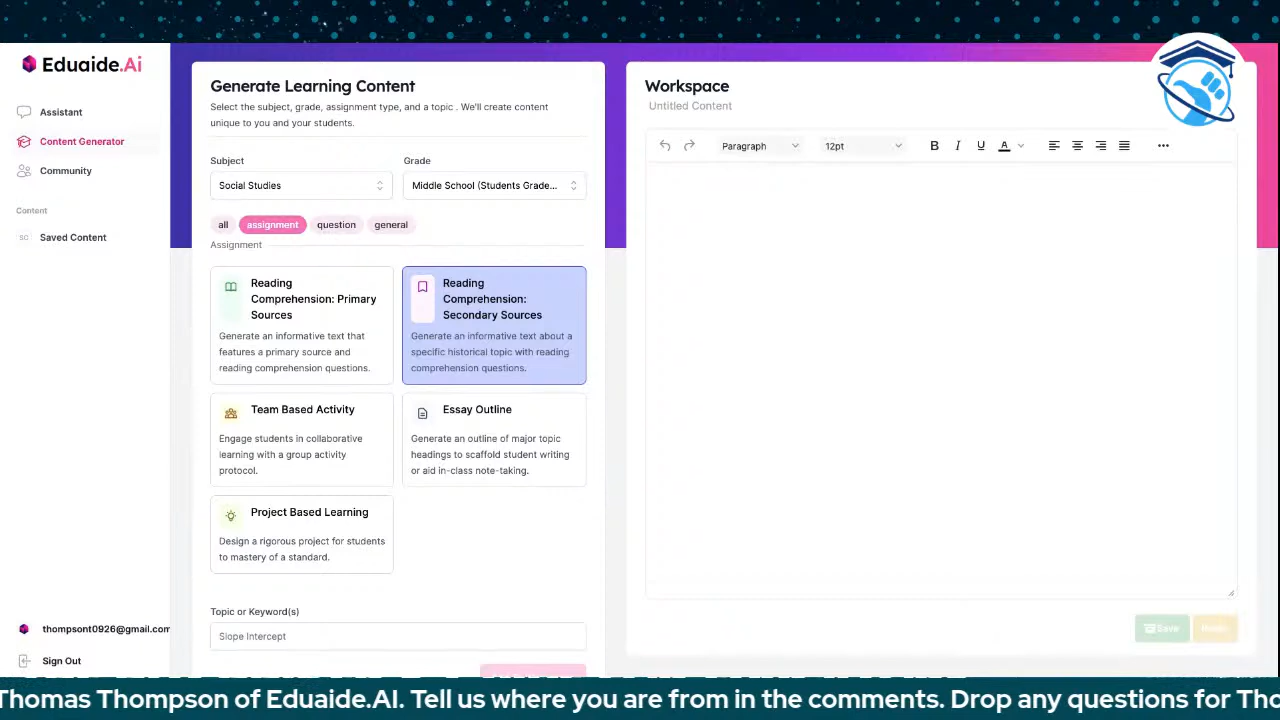 Eduaide.Ai
Assistant
Content Generator
Community
Content
SC Saved Content
thompsont0926@gmail.com
Sign Out
Generate Learning Content
Select the subject, grade, assignment type, and a topic . We'll create content
unique to you and your students.
Subject
Grade
Social Studies
Middle School (Students Grade...
all
assignment
question
general
Assignment
Reading
Comprehension: Primary
Sources
Generate an informative text that
features a primary source and
reading comprehension questions.
Reading
Comprehension:
Secondary Sources
Generate an informative text about a
specific historical topic with reading
comprehension questions.
Team Based Activity
Engage students in collaborative
learning with a group activity
protocol.
Essay Outline
Generate an outline of major topic
headings to scaffold student writing
or aid in-class note-taking.
Project Based Learning
Design a rigorous project for students
to mastery of a standard.
Topic or Keyword(s)
Slope Intercept
Workspace
Untitled Content
Paragraph
12pt
B I U A
Save
Thomas Thompson of Eduaide.AI. Tell us where you are from in the comments. Drop any questions for Tho